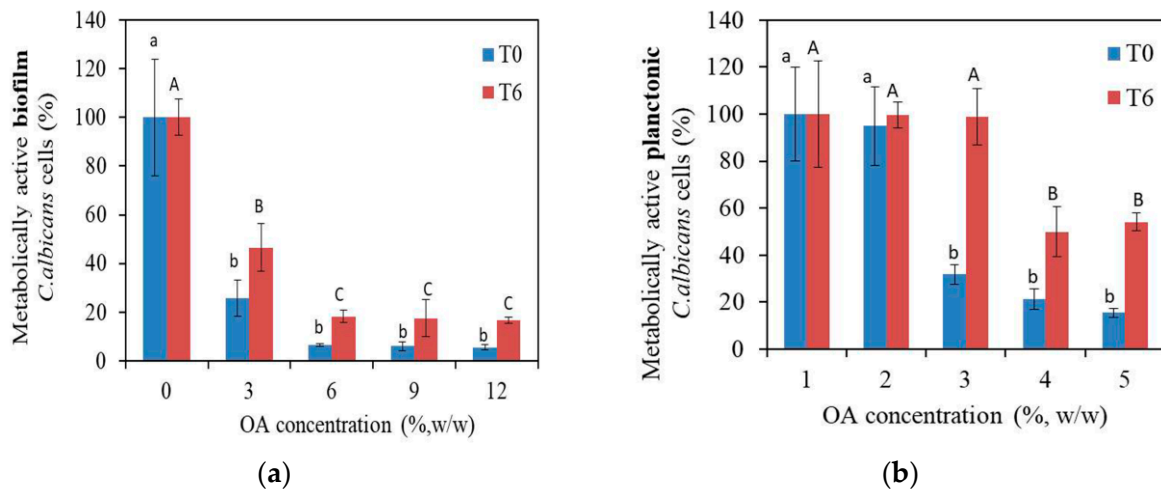 Metabolically active biofilm
C.albicans cells (%)
140
120
100
80
60
40
20
0
a
A
b
B
b
C
b
C
b
C
T0
T6
0 3 6 9 12
OA concentration (%,w/w)
(a)
Metabolically active planctonic
C.albicans cells (%)
140
120
100
80
60
40
20
0
a
A
a
A
b
A
b
B
b
B
T0
T6
1 2 3 4 5
OA concentration (%, w/w)
(b)